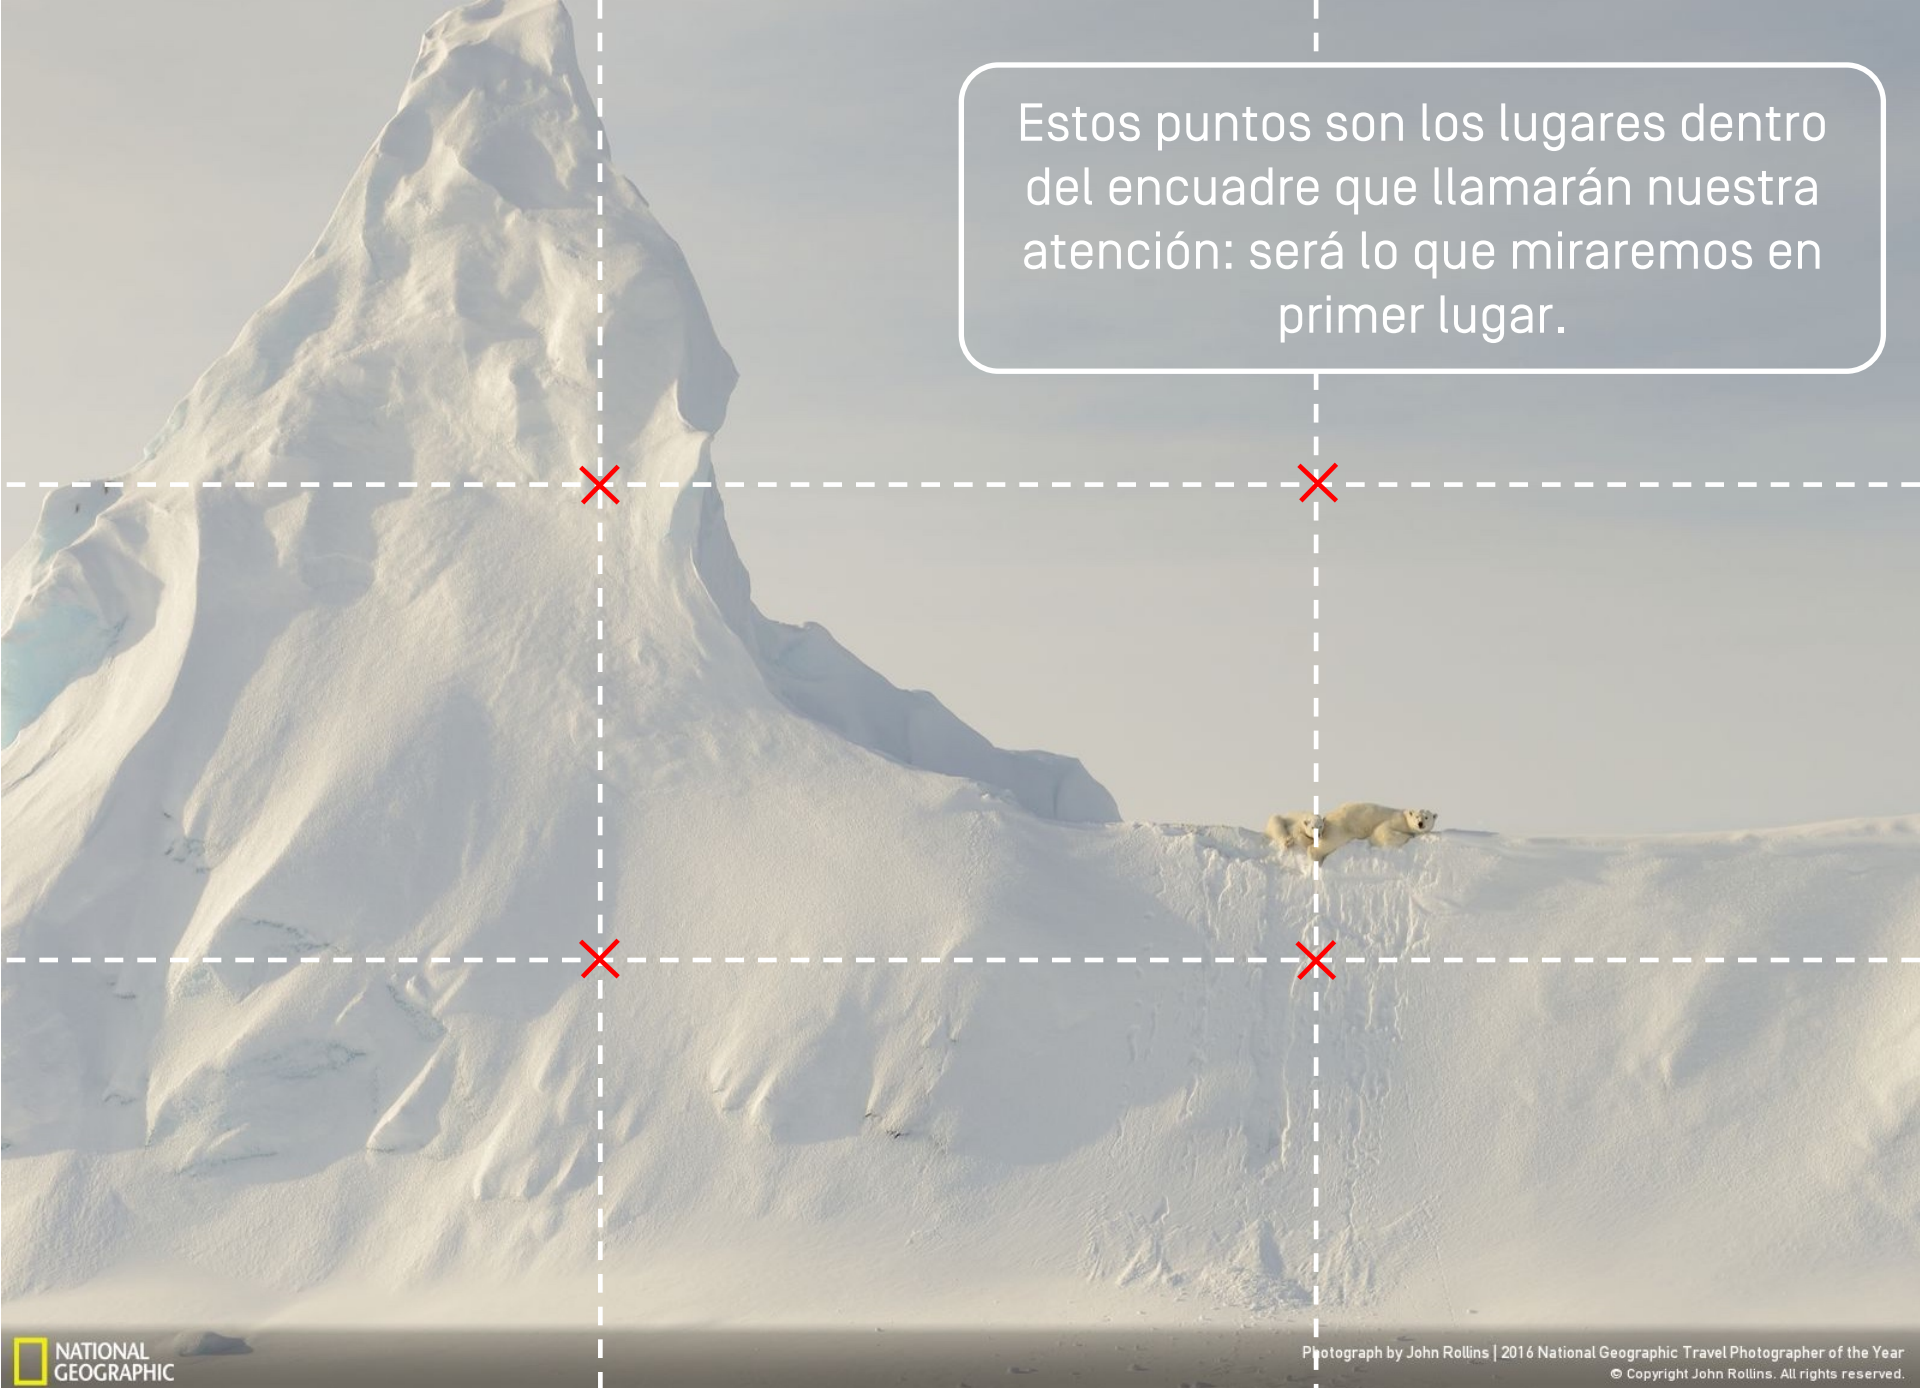 Estos puntos son los lugares dentro
del encuadre que llamarán nuestra
atención: será lo que miraremos en
primer lugar.
NATIONAL
GEOGRAPHIC
Photograph by John Rollins | 2016 National Geographic Travel Photographer of the Year
© Copyright John Rollins. All rights reserved.